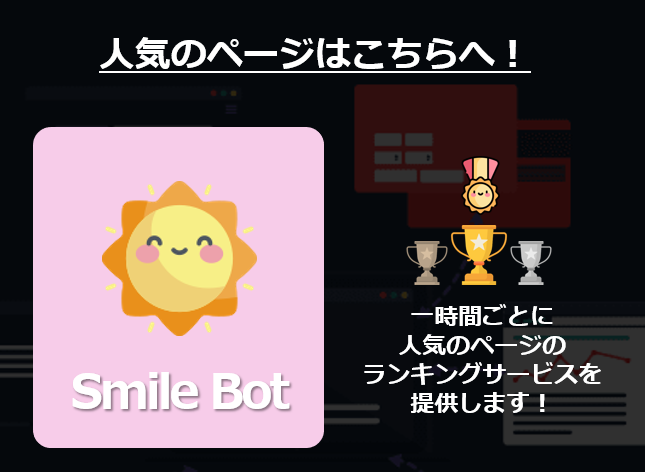 人気のページはこちらへ！
Smile Bot
一時間ごとに
人気のページの
ランキングサービスを
提供します！